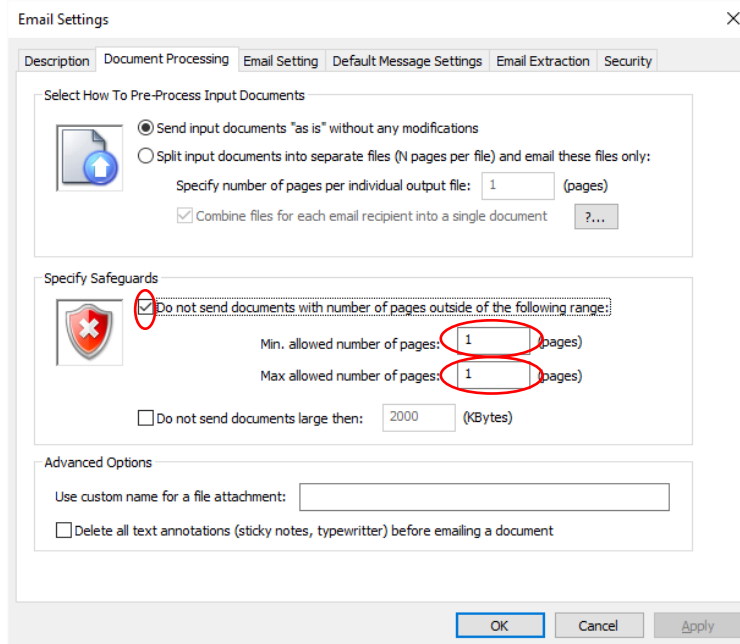 Email Settings
Description Document Processing Email Setting Default Message Settings Email Extraction Security
Select How To Pre-Process Input Documents
Send input documents "as is" without any modifications
Split input documents into separate files (N pages per file) and email these files only:
Specify number of pages per individual output file: 1 (pages)
Combine files for each email recipient into a single document ?...
Specify Safeguards
Do not send documents with number of pages outside of the following range:
Min. allowed number of pages: 1 (pages)
Max allowed number of pages: 1 (pages)
Do not send documents large then: 2000 (KBytes)
Advanced Options
Use custom name for a file attachment:
Delete all text annotations (sticky notes, typewritter) before emailing a document
OK Cancel Apply